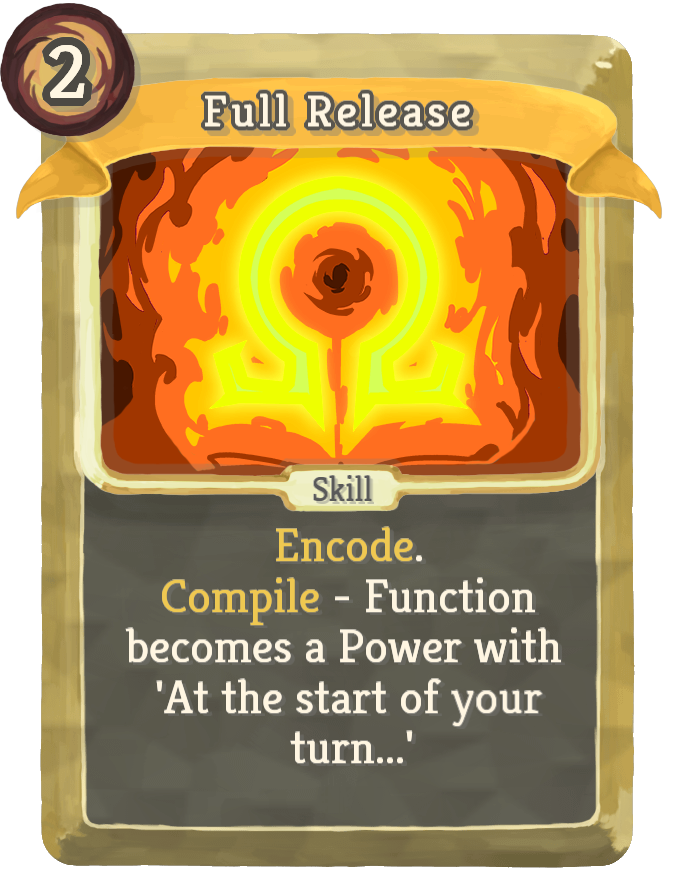 2
Full Release
Skill
Encode.
Compile - Function
becomes a Power with
'At the start of your
turn...'